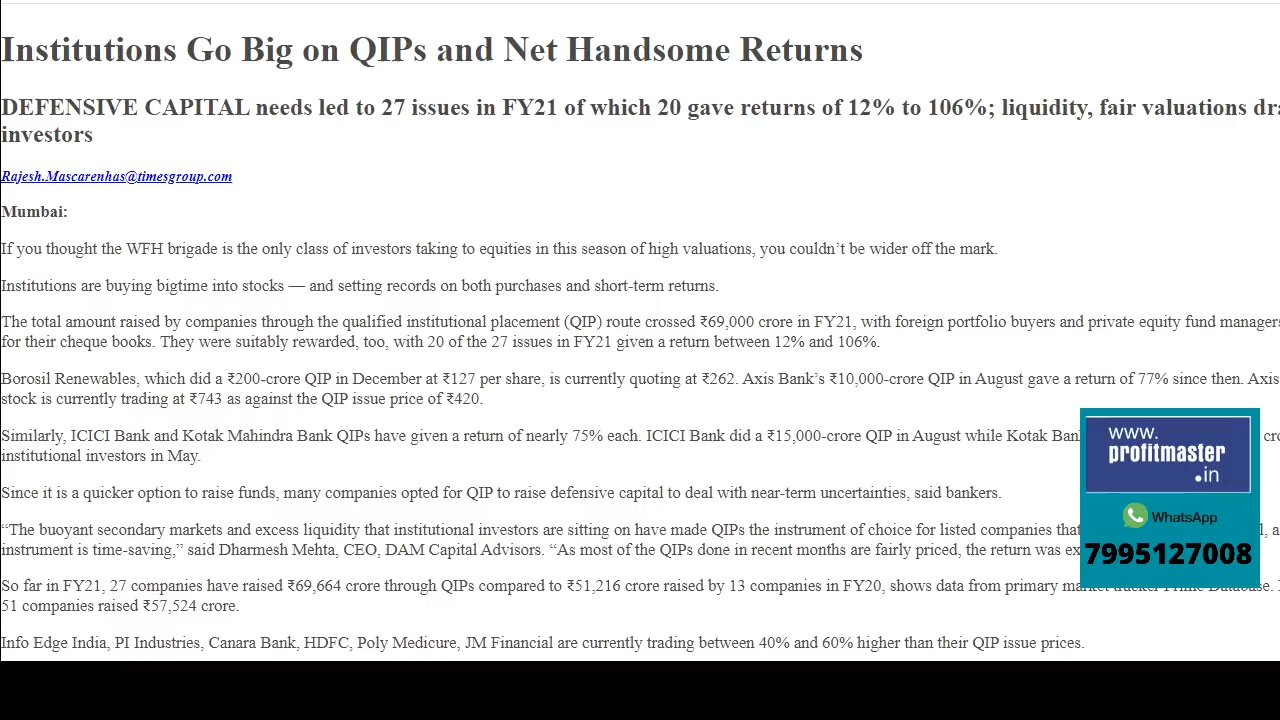 Institutions Go Big on QIPs and Net Handsome Returns
DEFENSIVE CAPITAL needs led to 27 issues in FY21 of which 20 gave returns of 12% to 106%; liquidity, fair valuations
investors
Rajesh.Mascarenhas@timesgroup.com
Mumbai:
If you thought the WFH brigade is the only class of investors taking to equities in this season of high valuations, you couldn’t be wider off the mark.
Institutions are buying bigtime into stocks — and setting records on both purchases and short-term returns.
The total amount raised by companies through the qualified institutional placement (QIP) route crossed ₹69,000 crore in FY21, with foreign portfolio buyers and private equity fund managers
for their cheque books. They were suitably rewarded, too, with 20 of the 27 issues in FY21 given a return between 12% and 106%.
Borosil Renewables, which did a ₹200-crore QIP in December at ₹127 per share, is currently quoting at ₹262. Axis Bank’s ₹10,000-crore QIP in August gave a return of 77% since then. Axis
stock is currently trading at ₹743 as against the QIP issue price of ₹420.
Similarly, ICICI Bank and Kotak Mahindra Bank QIPs have given a return of nearly 75% each. ICICI Bank did a ₹15,000-crore QIP in August while Kotak
institutional investors in May.
Since it is a quicker option to raise funds, many companies opted for QIP to raise defensive capital to deal with near-term uncertainties, said bankers.
“The buoyant secondary markets and excess liquidity that institutional investors are sitting on have made QIPs the instrument of choice for listed companies
instrument is time-saving,” said Dharmesh Mehta, CEO, DAM Capital Advisors. “As most of the QIPs done in recent months are fairly priced, the return was
So far in FY21, 27 companies have raised ₹69,664 crore through QIPs compared to ₹51,216 crore raised by 13 companies in FY20, shows data from primary
51 companies raised ₹57,524 crore.
Info Edge India, PI Industries, Canara Bank, HDFC, Poly Medicure, JM Financial are currently trading between 40% and 60% higher than their QIP issue prices.
www.
profitmaster
.in
WhatsApp
7995127008